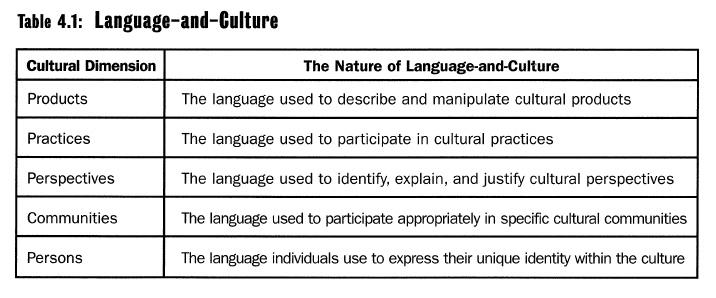 Table 4.1: Language-and-Culture
Cultural Dimension The Nature of Language-and-Culture
Products The language used to describe and manipulate cultural products
Practices The language used to participate in cultural practices
Perspectives The language used to identify, explain, and justify cultural perspectives
Communities The language used to participate appropriately in specific cultural communities
Persons The language individuals use to express their unique identity within the culture